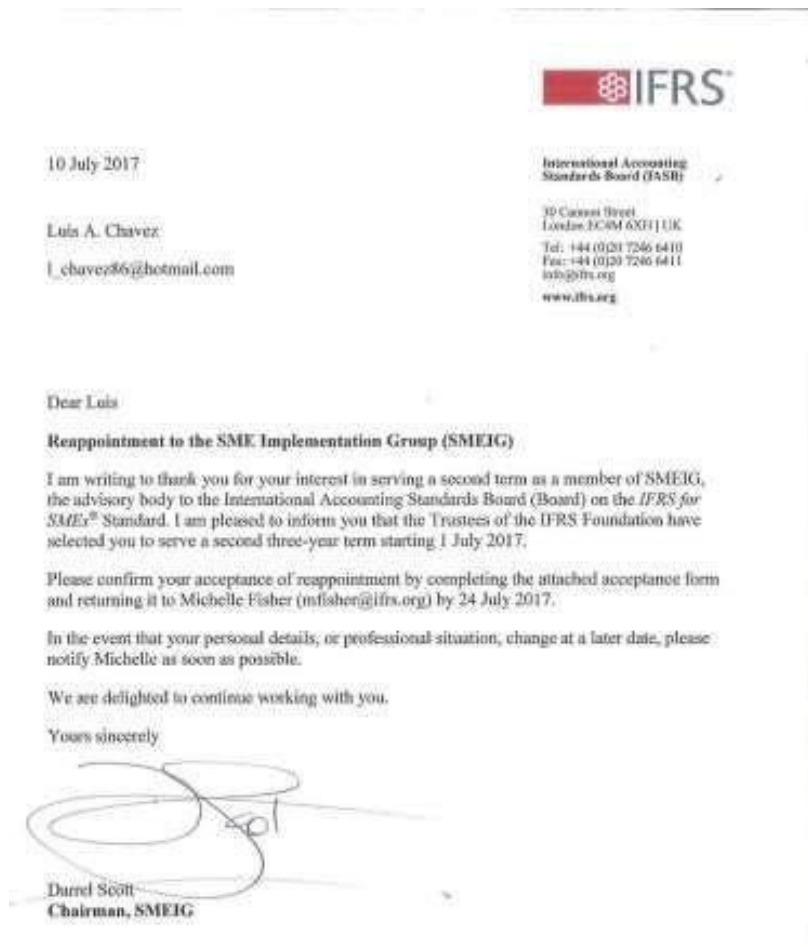 IFRS
10 July 2017
International Accounting
Standards Board (IASB)
30 Cannon Street
London EC4M 6XH | UK
Luis A. Chavez
Tel: +44 (0)20 7246 6410
Fax: +44 (0)20 7246 6411
info@ifrs.org
l_chavez86@hotmail.com
www.ifrs.org
Dear Luis
Reappointment to the SME Implementation Group (SMEIG)
I am writing to thank you for your interest in serving a second term as a member of SMEIG,
the advisory body to the International Accounting Standards Board (Board) on the IFRS for
SMEs® Standard. I am pleased to inform you that the Trustees of the IFRS Foundation have
selected you to serve a second three-year term starting 1 July 2017.
Please confirm your acceptance of reappointment by completing the attached acceptance form
and returning it to Michelle Fisher (mfisher@ifrs.org) by 24 July 2017.
In the event that your personal details, or professional situation, change at a later date, please
notify Michelle as soon as possible.
We are delighted to continue working with you.
Yours sincerely
Darrel Scott
Chairman, SMEIG